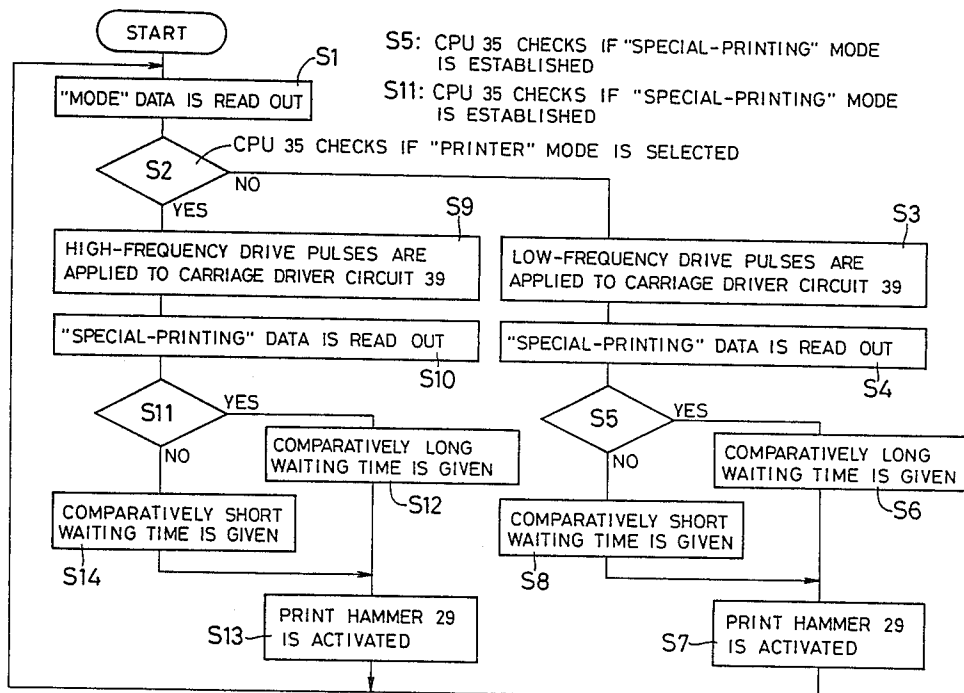 START
S1
S5: CPU 35 CHECKS IF "SPECIAL-PRINTING" MODE
IS ESTABLISHED
S11: CPU 35 CHECKS IF "SPECIAL-PRINTING" MODE
IS ESTABLISHED
"MODE" DATA IS READ OUT
S2
CPU 35 CHECKS IF "PRINTER" MODE IS SELECTED
NO
YES
S9
HIGH-FREQUENCY DRIVE PULSES ARE
APPLIED TO CARRIAGE DRIVER CIRCUIT 39
S3
LOW-FREQUENCY DRIVE PULSES ARE
APPLIED TO CARRIAGE DRIVER CIRCUIT 39
"SPECIAL-PRINTING" DATA IS READ OUT
S10
"SPECIAL-PRINTING" DATA IS READ OUT
S4
S11
YES
NO
S5
YES
NO
COMPARATIVELY LONG
WAITING TIME IS GIVEN
S12
COMPARATIVELY LONG
WAITING TIME IS GIVEN
S6
COMPARATIVELY SHORT
WAITING TIME IS GIVEN
S14
COMPARATIVELY SHORT
WAITING TIME IS GIVEN
S8
S13
PRINT HAMMER 29
IS ACTIVATED
S7
PRINT HAMMER 29
IS ACTIVATED